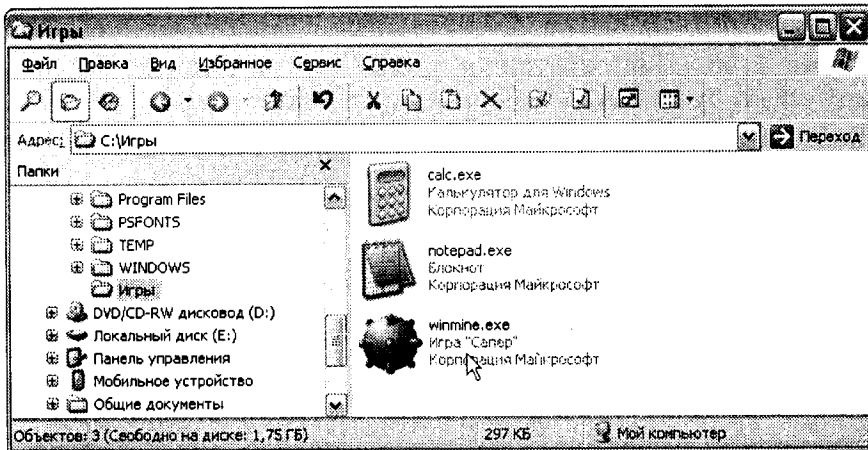 Игры
Файл Правка Вид Избранное Сервис Справка
Адрес: C:\Игры Переход
Папки
Program Files
PSFONTS
TEMP
WINDOWS
Игры
DVD/CD-RW дисковод (D:)
Локальный диск (E:)
Панель управления
Мобильное устройство
Общие документы
calc.exe
Калькулятор для Windows
Корпорация Майкрософт
notepad.exe
Блокнот
Корпорация Майкрософт
winmine.exe
Игра "Сапер"
Корпорация Майкрософт
Объектов: 3 (Свободно на диске: 1,75 ГБ) 297 КБ Мой компьютер